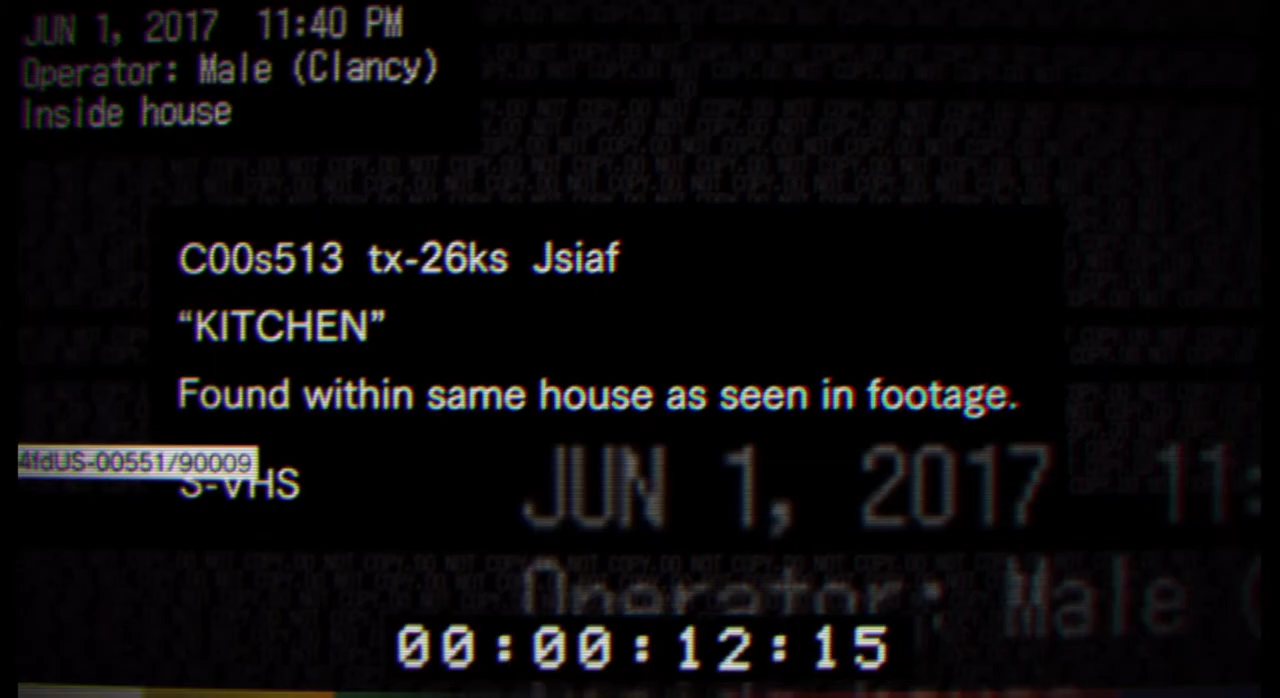 JUN 1, 2017 11:40 PM
Operator: Male (Clancy)
Inside house
C00s513 tx-26ks Jsiaf
“KITCHEN”
Found within same house as seen in footage.
4fdUS-00551/90009
S-VHS
JUN 1, 2017 11:
Operator: Male (
00:00:12:15